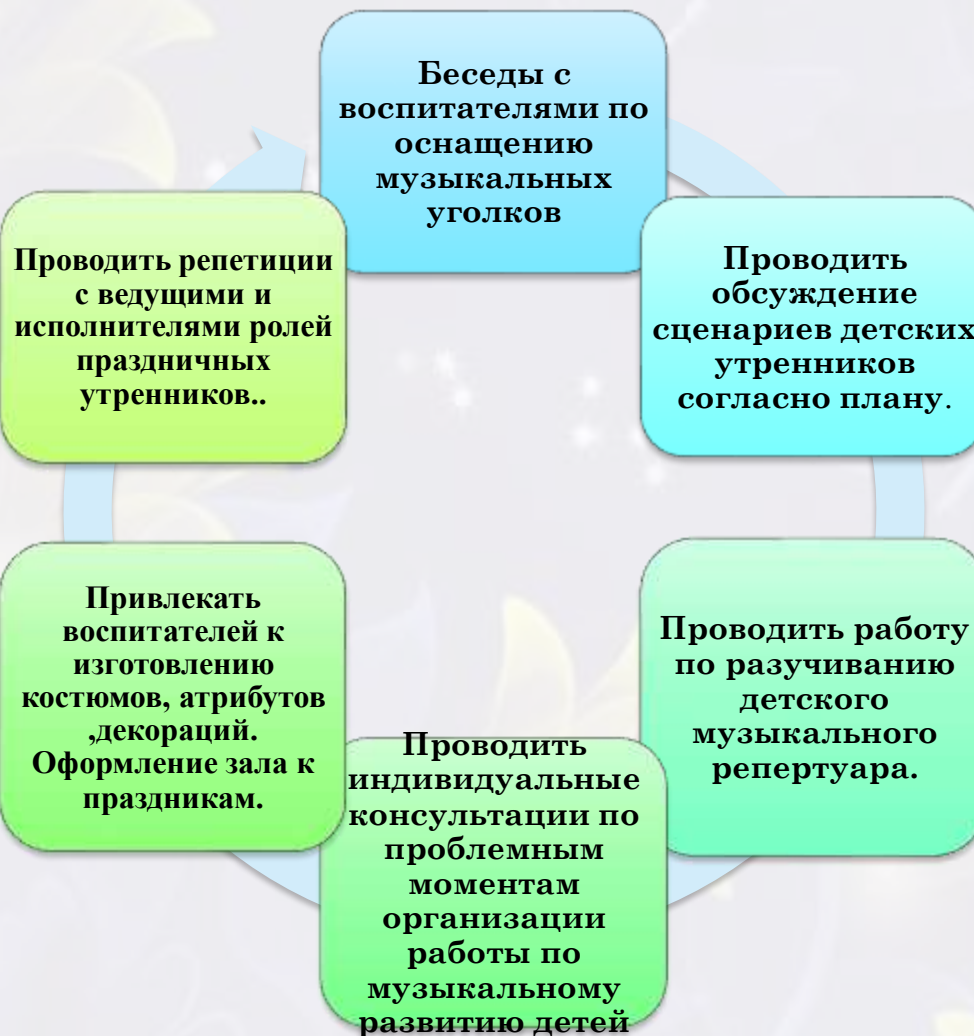 Беседы с
воспитателями по
оснащению
музыкальных
уголков
Проводить
обсуждение
сценариев детских
утренников
согласно плану.
Проводить работу
по разучиванию
детского
музыкального
репертуара.
Проводить
индивидуальные
консультации по
проблемным
моментам
организации
работы по
музыкальному
развитию детей
Привлекать
воспитателей к
изготовлению
костюмов, атрибутов
,декораций.
Оформление зала к
праздникам.
Проводить репетиции
с ведущими и
исполнителями ролей
праздничных
утренников..